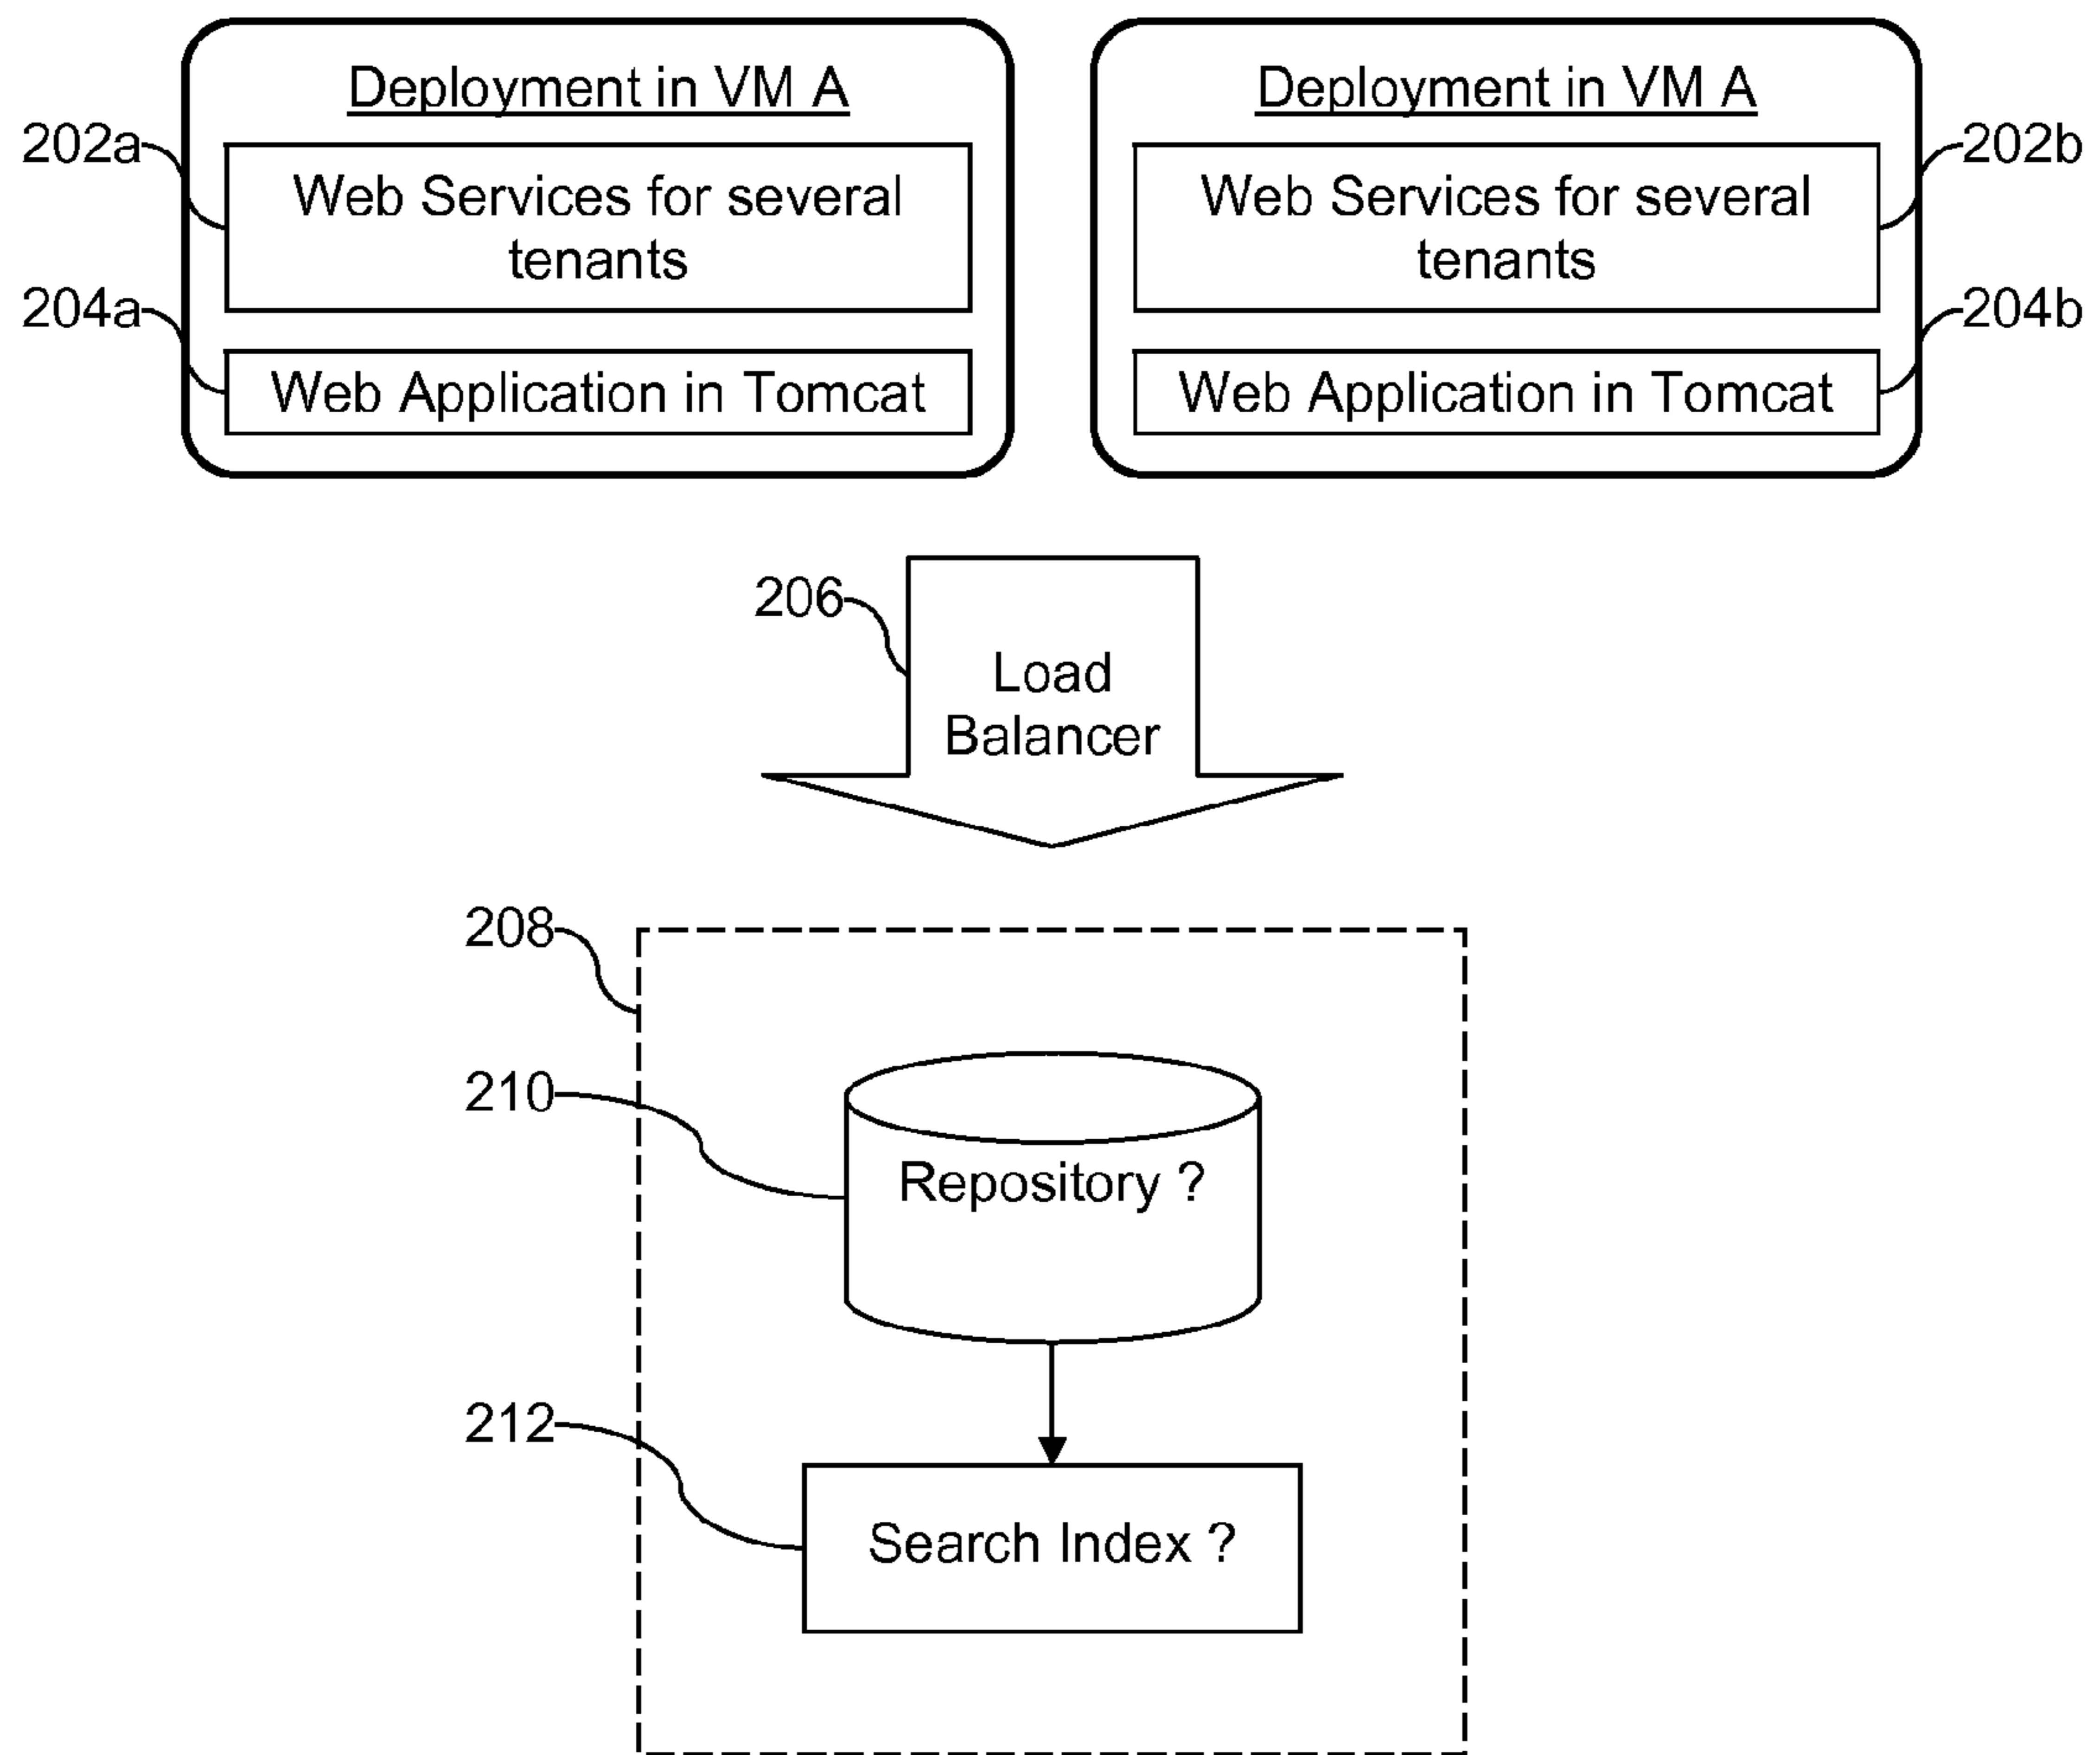 Deployment in VM A
Deployment in VM A
202a
202b
Web Services for several
tenants
Web Services for several
tenants
204a
204b
Web Application in Tomcat
Web Application in Tomcat
206
Load
Balancer
208
210
Repository ?
212
Search Index ?